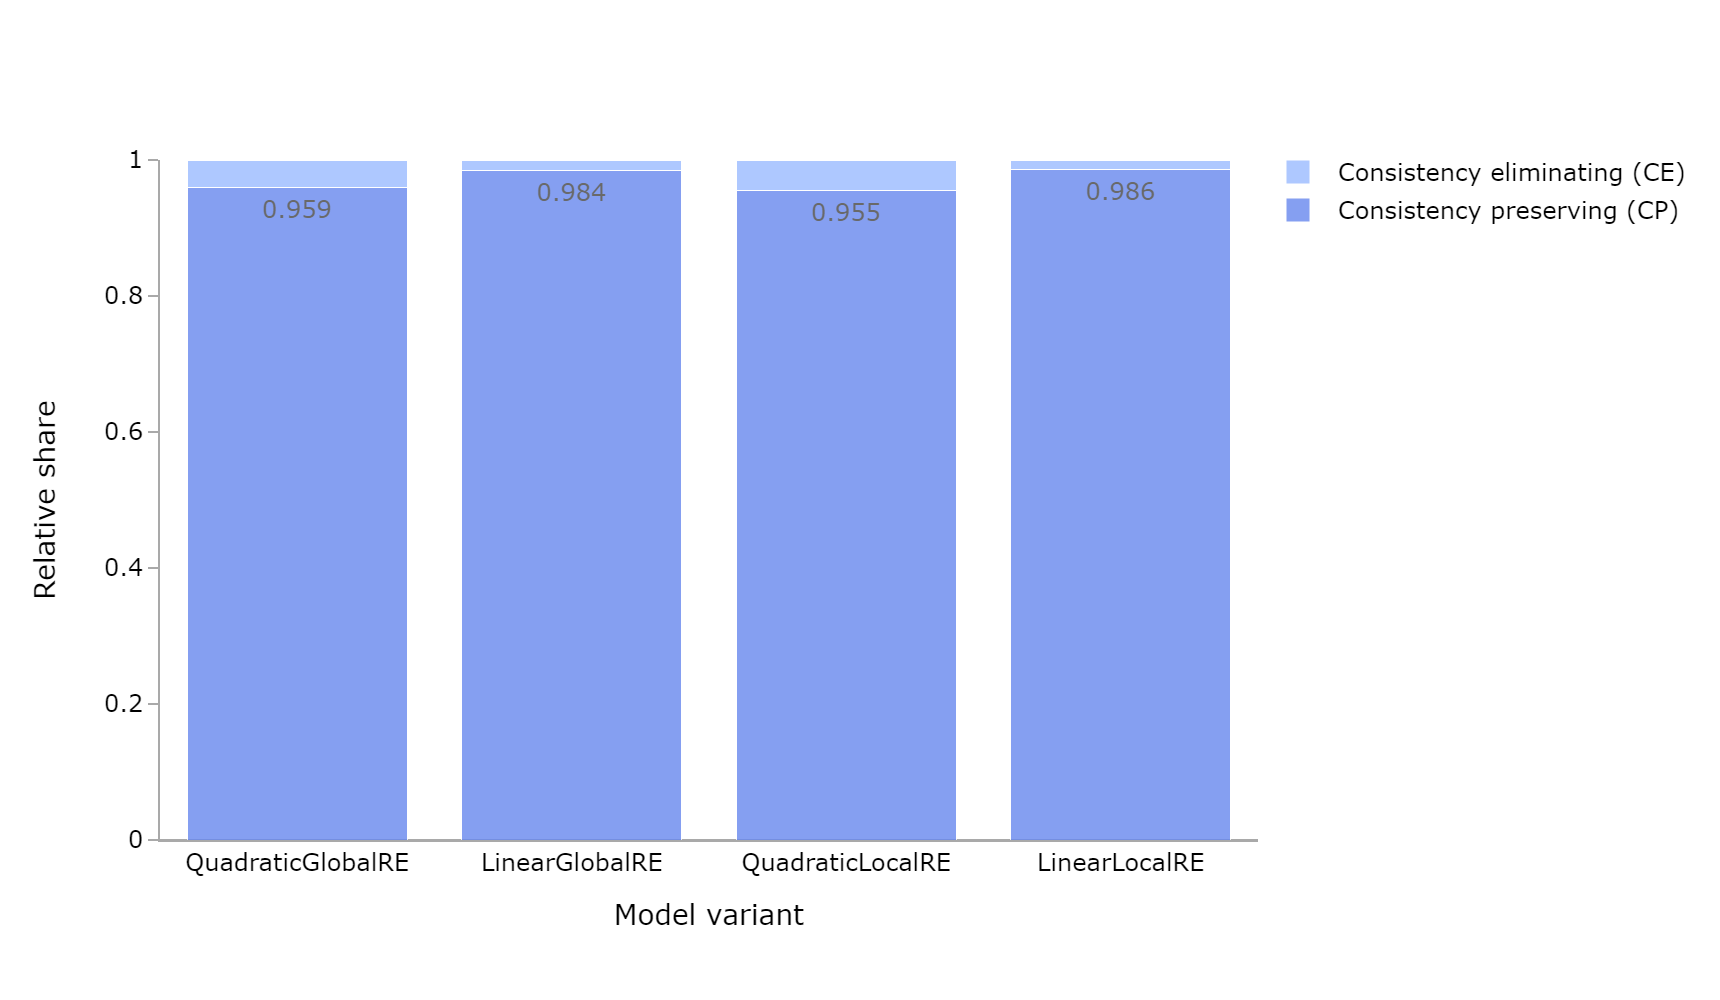 1
0.8
0.6
0.4
0.2
0
Relative share
0.959
0.984
0.955
0.986
QuadraticGlobalRE
LinearGlobalRE
QuadraticLocalRE
LinearLocalRE
Model variant
Consistency eliminating (CE)
Consistency preserving (CP)